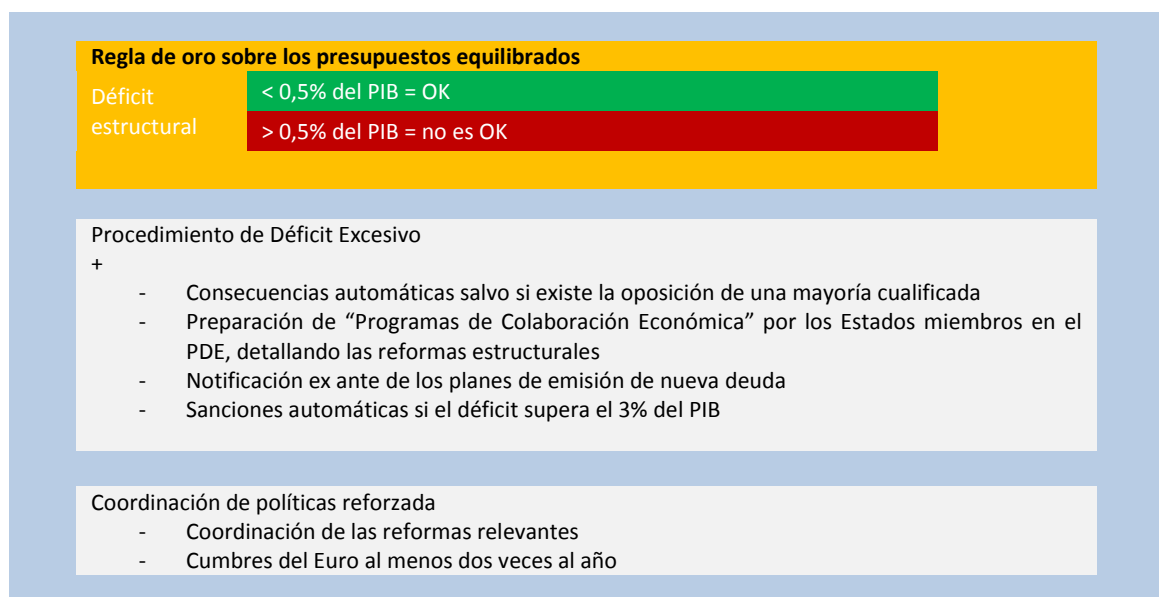 Regla de oro sobre los presupuestos equilibrados
Déficit
estructural
< 0,5% del PIB = OK
> 0,5% del PIB = no es OK
Procedimiento de Déficit Excesivo
+
- Consecuencias automáticas salvo si existe la oposición de una mayoría cualificada
- Preparación de “Programas de Colaboración Económica” por los Estados miembros en el
PDE, detallando las reformas estructurales
- Notificación ex ante de los planes de emisión de nueva deuda
- Sanciones automáticas si el déficit supera el 3% del PIB
Coordinación de políticas reforzada
- Coordinación de las reformas relevantes
- Cumbres del Euro al menos dos veces al año